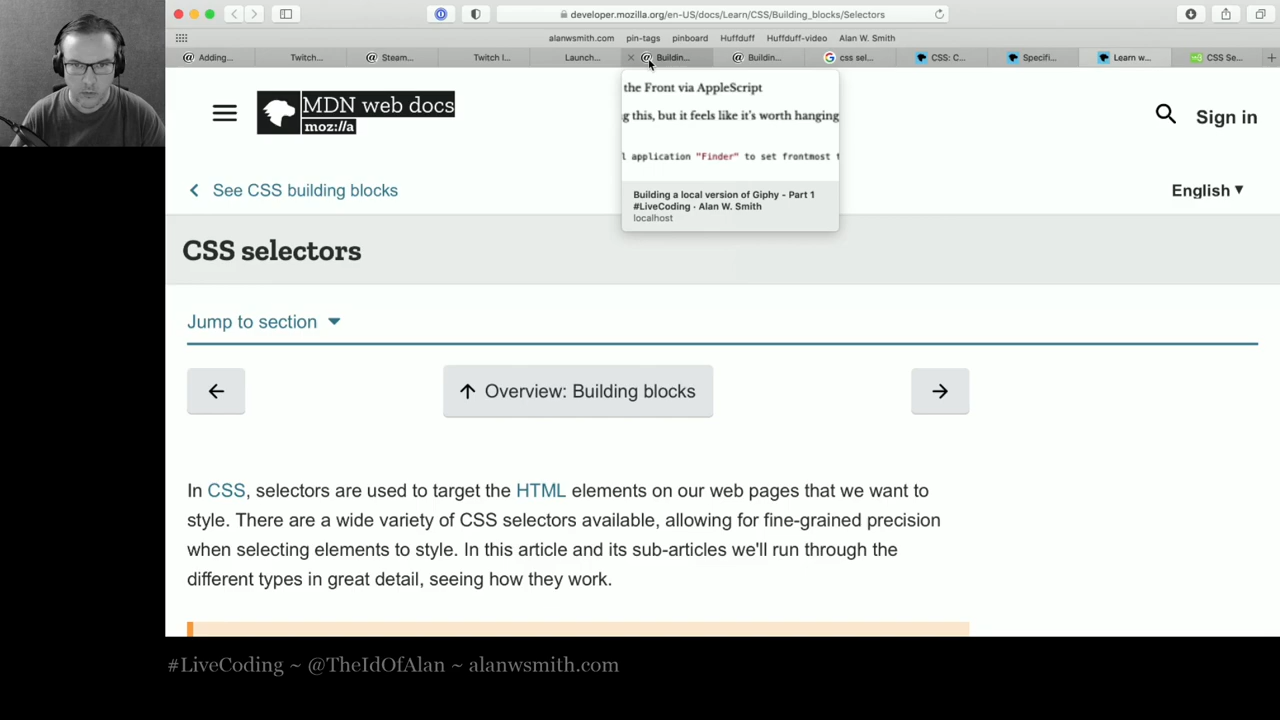 developer.mozilla.org/en-US/docs/Learn/CSS/Building_blocks/Selectors
alanwsmith.com pin-tags pinboard Huffduff Huffduff-video Alan W. Smith
Adding... Twitch... Steam... Twitch l... Launch... Buildin... Buildin... css sel... CSS: C... Specifi... Learn w... CSS Se...
the Front via AppleScript
g this, but it feels like it's worth hanging
l application "Finder" to set frontmost t
Building a local version of Giphy - Part 1
#LiveCoding · Alan W. Smith
localhost
MDN web docs
moz://a
Sign in
See CSS building blocks
English
CSS selectors
Jump to section
Overview: Building blocks
In CSS, selectors are used to target the HTML elements on our web pages that we want to
style. There are a wide variety of CSS selectors available, allowing for fine-grained precision
when selecting elements to style. In this article and its sub-articles we'll run through the
different types in great detail, seeing how they work.
#LiveCoding ~ @TheIdOfAlan ~ alanwsmith.com